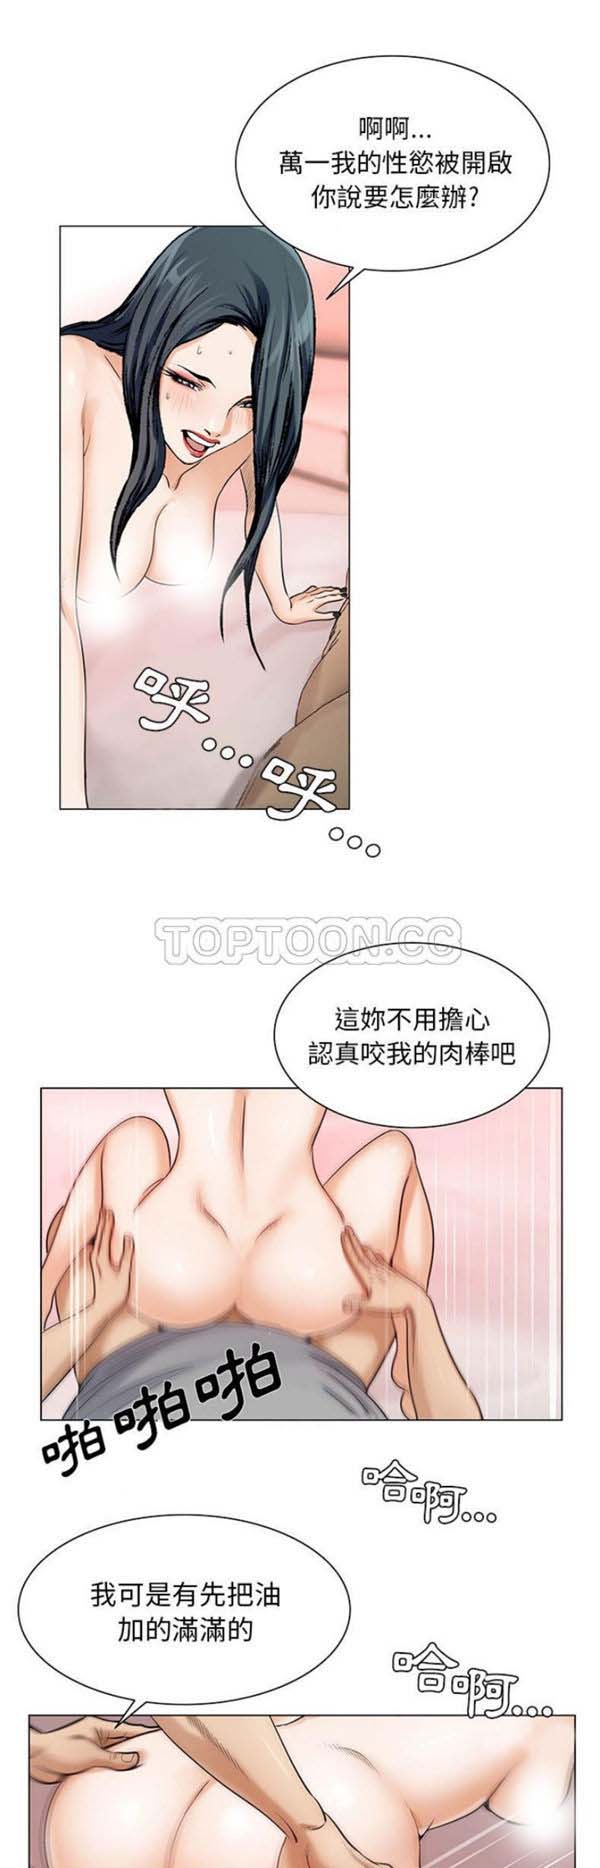 啊啊...
萬一我的性慾被開啟
你說要怎麼辦?
呼...
呼...
TOPTOON.CC
這妳不用擔心
認真咬我的肉棒吧
啪啪啪
哈啊...
我可是有先把油
加的滿滿的
哈啊...